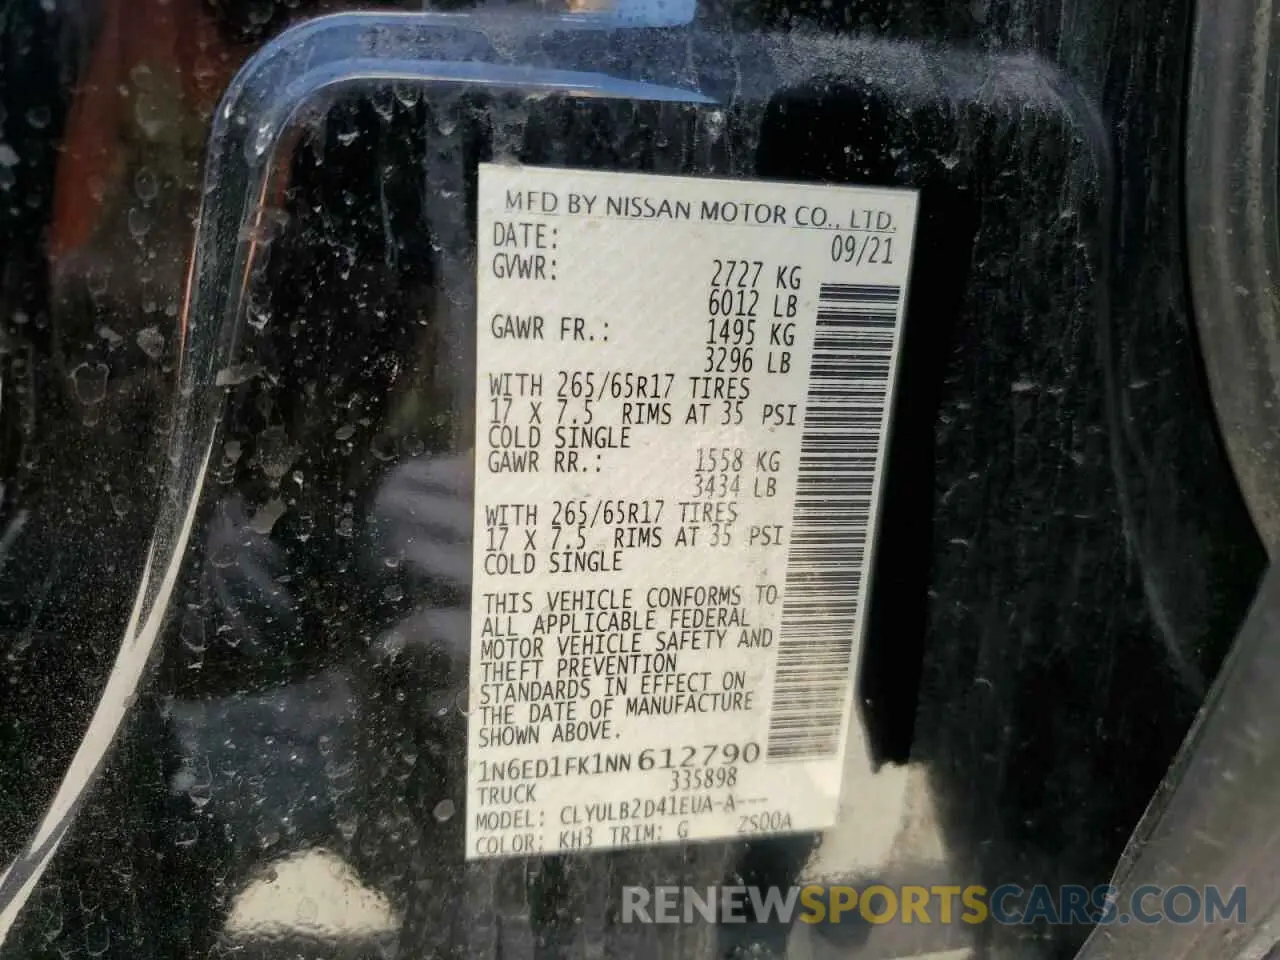 MFD BY NISSAN MOTOR CO., LTD.
DATE: 09/21
GVWR: 2727 KG
6012 LB
GAWR FR.: 1495 KG
3296 LB
WITH 265/65R17 TIRES
17 X 7.5 RIMS AT 35 PSI
COLD SINGLE
GAWR RR.: 1558 KG
3434 LB
WITH 265/65R17 TIRES
17 X 7.5 RIMS AT 35 PSI
COLD SINGLE
THIS VEHICLE CONFORMS TO
ALL APPLICABLE FEDERAL
MOTOR VEHICLE SAFETY AND
THEFT PREVENTION
STANDARDS IN EFFECT ON
THE DATE OF MANUFACTURE
SHOWN ABOVE.
1N6ED1FK1NN612790
TRUCK 335898
MODEL: CLYULB2D41EUA-A---
COLOR: KH3 TRIM: G ZS00A
RENEWSPORTSCARS.COM